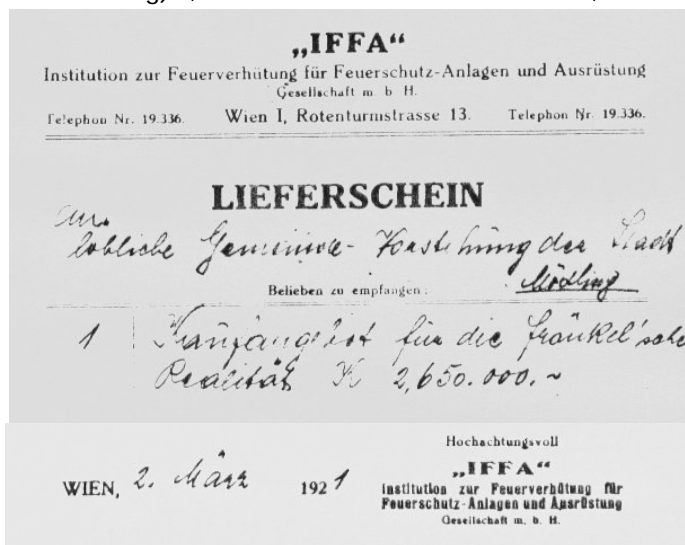 „IFFA“
Institution zur Feuerverhütung für Feuerschutz-Anlagen und Ausrüstung
Gesellschaft m. b H.
Telephon Nr. 19.336. Wien I, Rotenturmstrasse 13. Telephon Nr. 19.336.
LIEFERSCHEIN
An
löbliche Gemeinde-Vorstehung der Stadt
Belieben zu empfangen: Mödling
1 Kaufangebot für die Fränkel'sche
Realität K 2,650.000.~
Hochachtungsvoll
WIEN, 2. März 1921
„IFFA“
Institution zur Feuerverhütung für
Feuerschutz-Anlagen und Ausrüstung
Gesellschaft m. b. H.